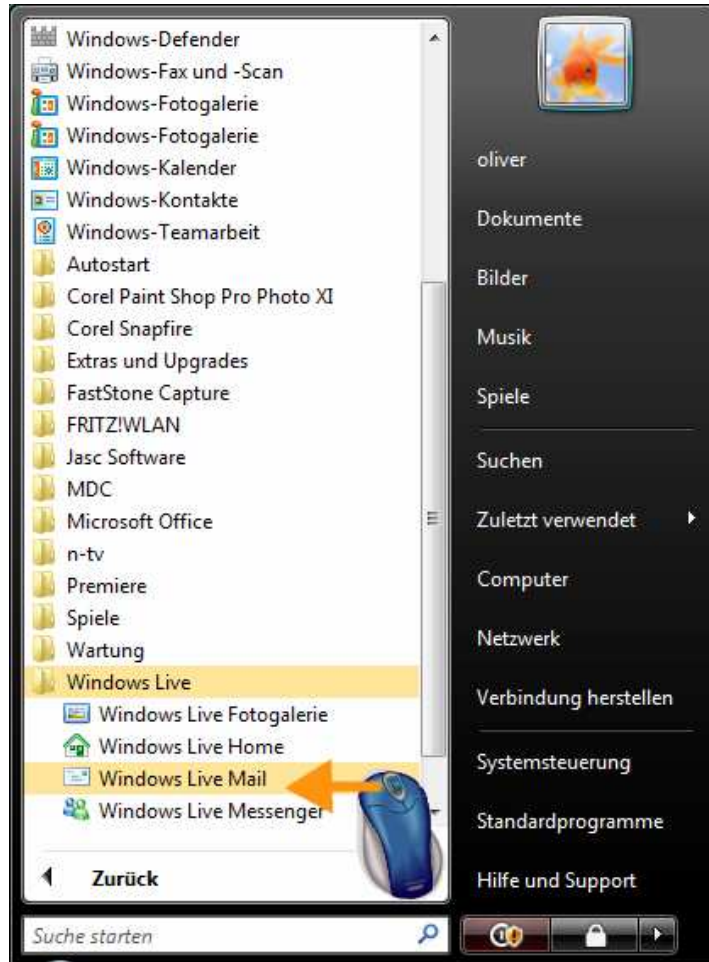 Windows-Defender
Windows-Fax und -Scan
Windows-Fotogalerie
Windows-Fotogalerie
Windows-Kalender
Windows-Kontakte
Windows-Teamarbeit
Autostart
Corel Paint Shop Pro Photo XI
Corel Snapfire
Extras und Upgrades
FastStone Capture
FRITZ!WLAN
Jasc Software
MDC
Microsoft Office
n-tv
Premiere
Spiele
Wartung
Windows Live
Windows Live Fotogalerie
Windows Live Home
Windows Live Mail
Windows Live Messenger
Zurück
Suche starten
oliver
Dokumente
Bilder
Musik
Spiele
Suchen
Zuletzt verwendet
Computer
Netzwerk
Verbindung herstellen
Systemsteuerung
Standardprogramme
Hilfe und Support